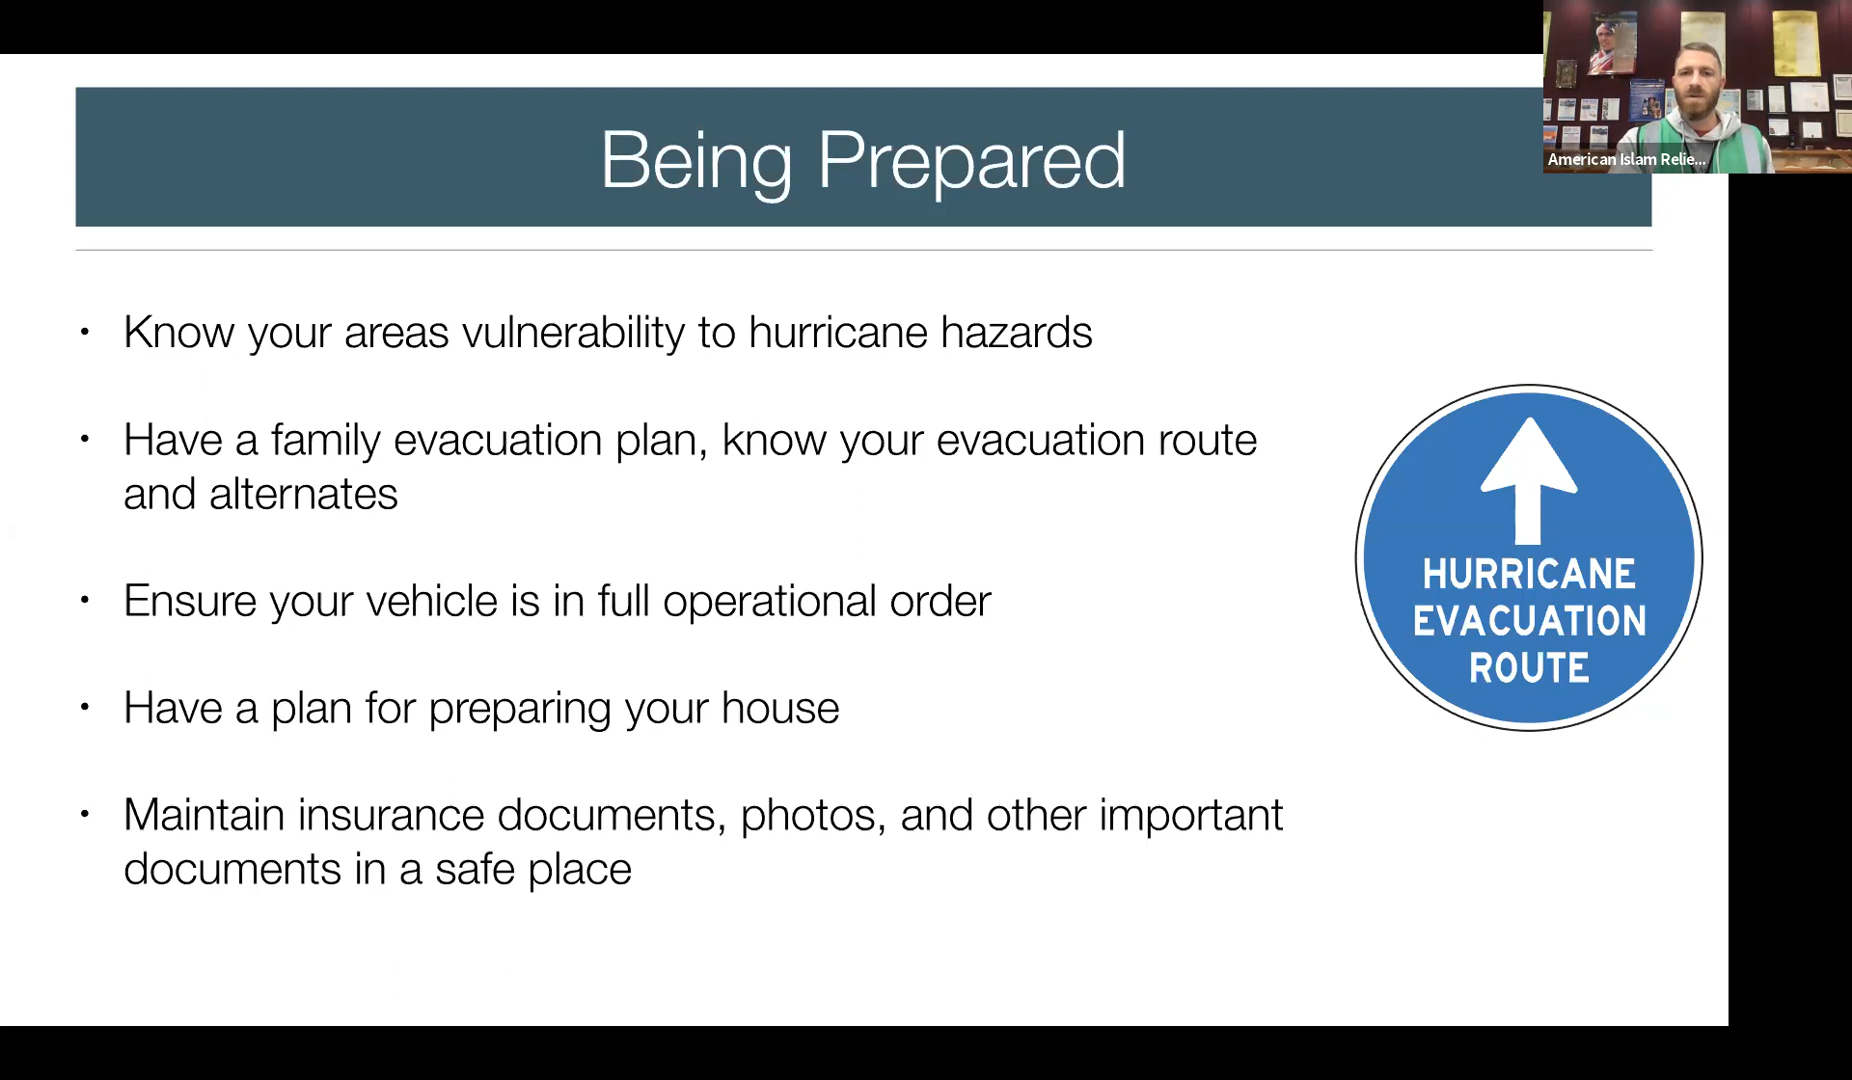 Being Prepared
American Islam Relie...
• Know your areas vulnerability to hurricane hazards
• Have a family evacuation plan, know your evacuation route
and alternates
• Ensure your vehicle is in full operational order
• Have a plan for preparing your house
• Maintain insurance documents, photos, and other important
documents in a safe place
HURRICANE
EVACUATION
ROUTE